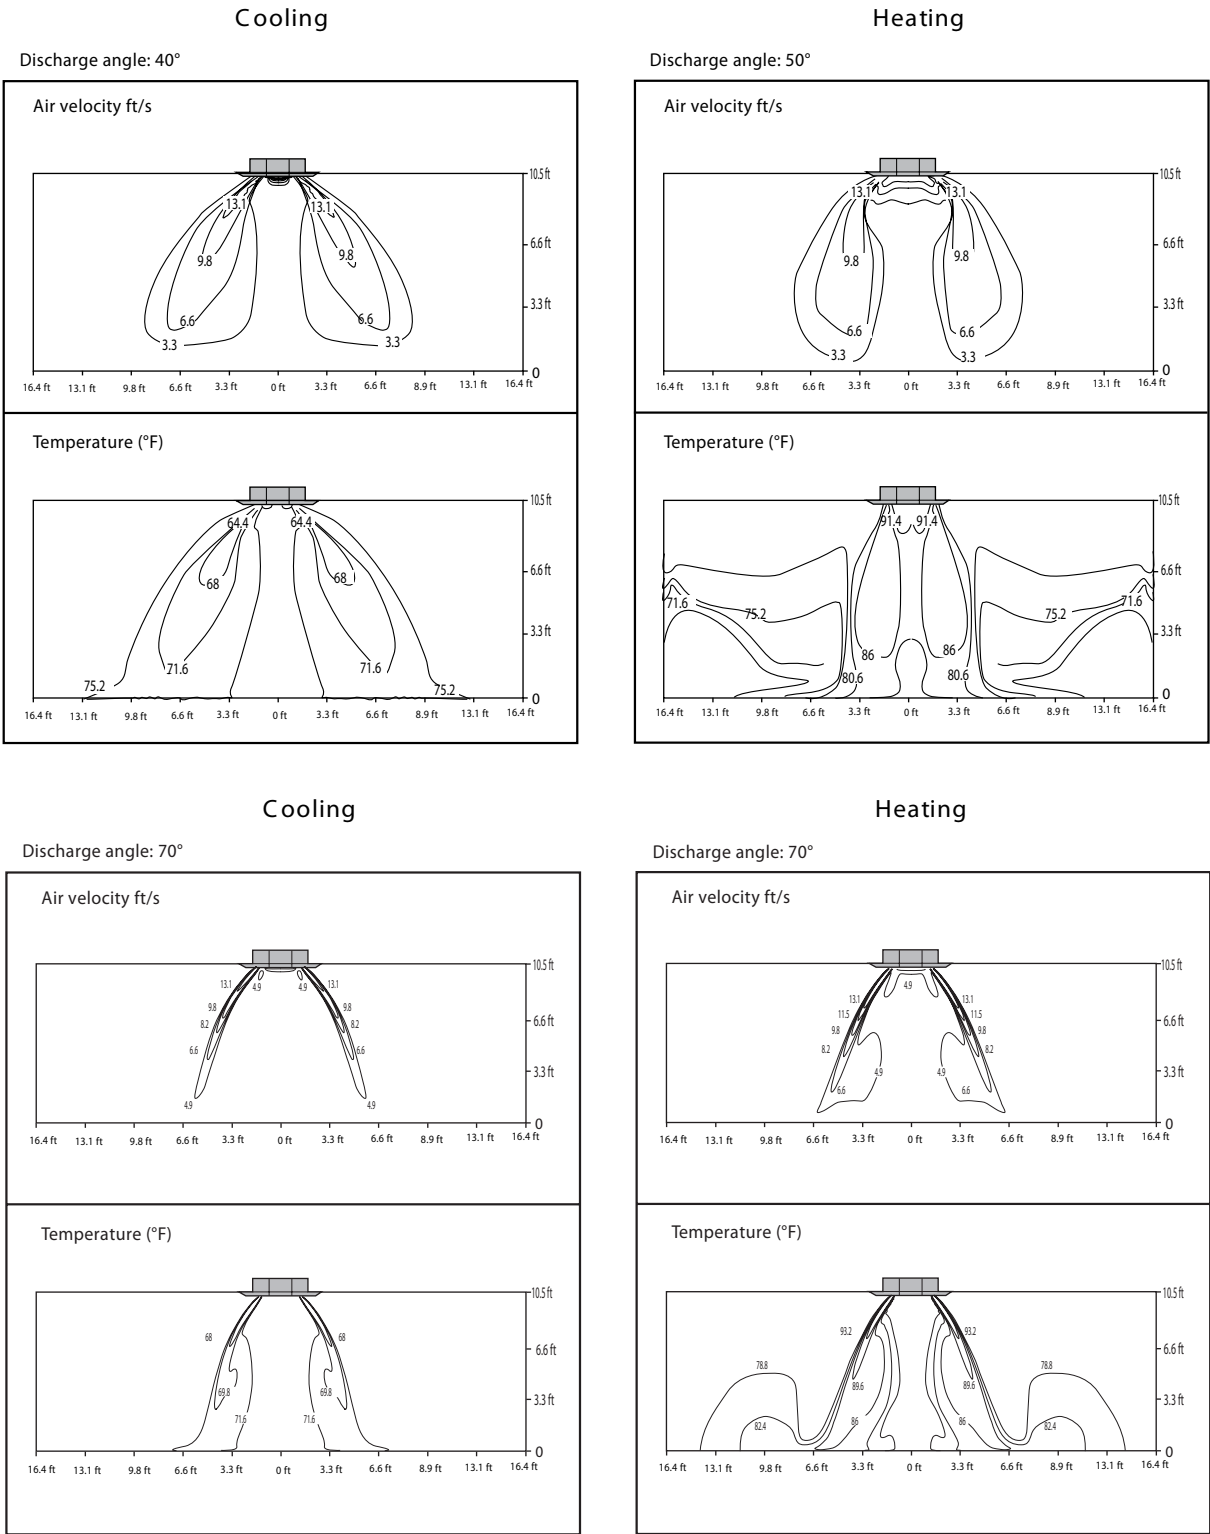 Cooling
Heating
Discharge angle: 40°
Discharge angle: 50°
Air velocity ft/s
13.1 13.1
9.8 9.8
6.6 6.6
3.3 3.3
10.5 ft
6.6 ft
3.3 ft
0
16.4 ft 13.1 ft 9.8 ft 6.6 ft 3.3 ft 0 ft 3.3 ft 6.6 ft 8.9 ft 13.1 ft 16.4 ft
Air velocity ft/s
13.1 13.1
9.8 9.8
6.6 6.6
3.3 3.3
10.5 ft
6.6 ft
3.3 ft
0
16.4 ft 13.1 ft 9.8 ft 6.6 ft 3.3 ft 0 ft 3.3 ft 6.6 ft 8.9 ft 13.1 ft 16.4 ft
Temperature (°F)
64.4 64.4
68 68
71.6 71.6
75.2 75.2
10.5 ft
6.6 ft
3.3 ft
0
16.4 ft 13.1 ft 9.8 ft 6.6 ft 3.3 ft 0 ft 3.3 ft 6.6 ft 8.9 ft 13.1 ft 16.4 ft
Temperature (°F)
91.4 91.4
71.6 71.6
75.2 75.2
86 86
80.6 80.6
10.5 ft
6.6 ft
3.3 ft
0
16.4 ft 13.1 ft 9.8 ft 6.6 ft 3.3 ft 0 ft 3.3 ft 6.6 ft 8.9 ft 13.1 ft 16.4 ft
Cooling
Heating
Discharge angle: 70°
Discharge angle: 70°
Air velocity ft/s
13.1 4.9 4.9 13.1
9.8 9.8
8.2 8.2
6.6 6.6
4.9 4.9
10.5 ft
6.6 ft
3.3 ft
0
16.4 ft 13.1 ft 9.8 ft 6.6 ft 3.3 ft 0 ft 3.3 ft 6.6 ft 8.9 ft 13.1 ft 16.4 ft
Air velocity ft/s
4.9
13.1 13.1
11.5 11.5
9.8 9.8
8.2 8.2
4.9 4.9
6.6 6.6
10.5 ft
6.6 ft
3.3 ft
0
16.4 ft 13.1 ft 9.8 ft 6.6 ft 3.3 ft 0 ft 3.3 ft 6.6 ft 8.9 ft 13.1 ft 16.4 ft
Temperature (°F)
68 68
69.8 69.8
71.6 71.6
10.5 ft
6.6 ft
3.3 ft
0
16.4 ft 13.1 ft 9.8 ft 6.6 ft 3.3 ft 0 ft 3.3 ft 6.6 ft 8.9 ft 13.1 ft 16.4 ft
Temperature (°F)
93.2 93.2
78.8 78.8
89.6 89.6
86 86
82.4 82.4
10.5 ft
6.6 ft
3.3 ft
0
16.4 ft 13.1 ft 9.8 ft 6.6 ft 3.3 ft 0 ft 3.3 ft 6.6 ft 8.9 ft 13.1 ft 16.4 ft